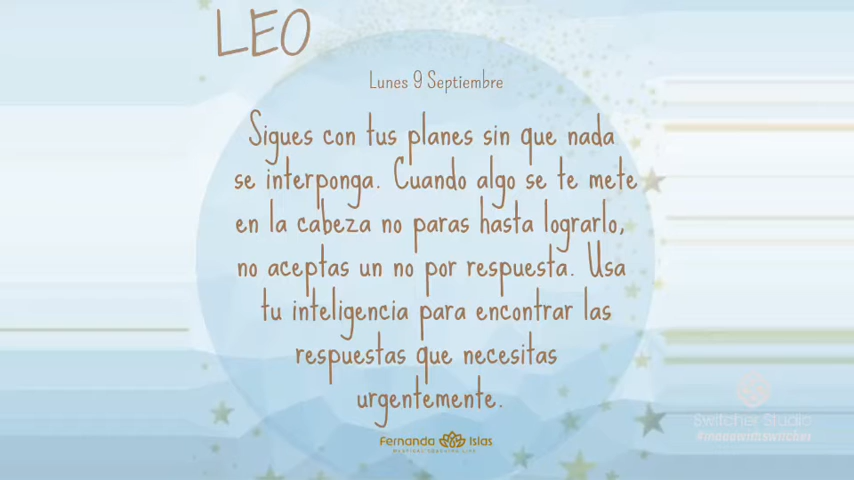 LEO
Lunes 9 Septiembre
Sigues con tus planes sin que nada
se interponga. Cuando algo se te mete
en la cabeza no paras hasta lograrlo,
no aceptas un no por respuesta. Usa
tu inteligencia para encontrar las
respuestas que necesitas
urgentemente.
Fernanda Islas
Switcher Studio
#madewithswitcher